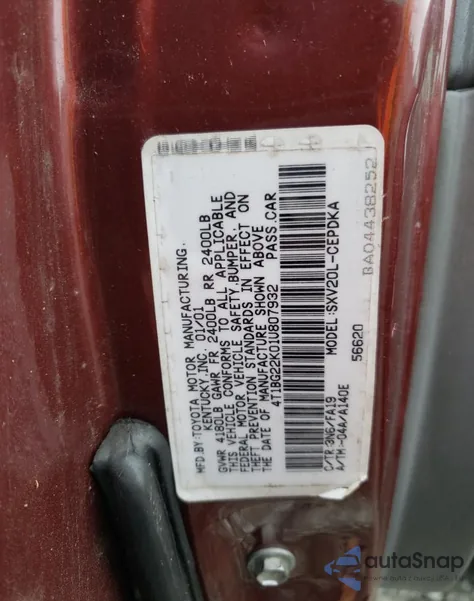 MFD.BY:TOYOTA MOTOR MANUFACTURING.
KENTUCKY,INC. 01/01
GVWR 4180LB GAWR FR 2400LB RR 2400LB
THIS VEHICLE CONFORMS TO ALL APPLICABLE
FEDERAL MOTOR VEHICLE SAFETY,BUMPER, AND
THEFT PREVENTION STANDARDS IN EFFECT ON
THE DATE OF MANUFACTURE SHOWN ABOVE
4T1BG22K01U807932 PASS.CAR
MODEL:SXV20L-CEPDKA
56620
C/TR:3N6/FA19
A/TM:-04A/A140E
BA04438252
autoSnap